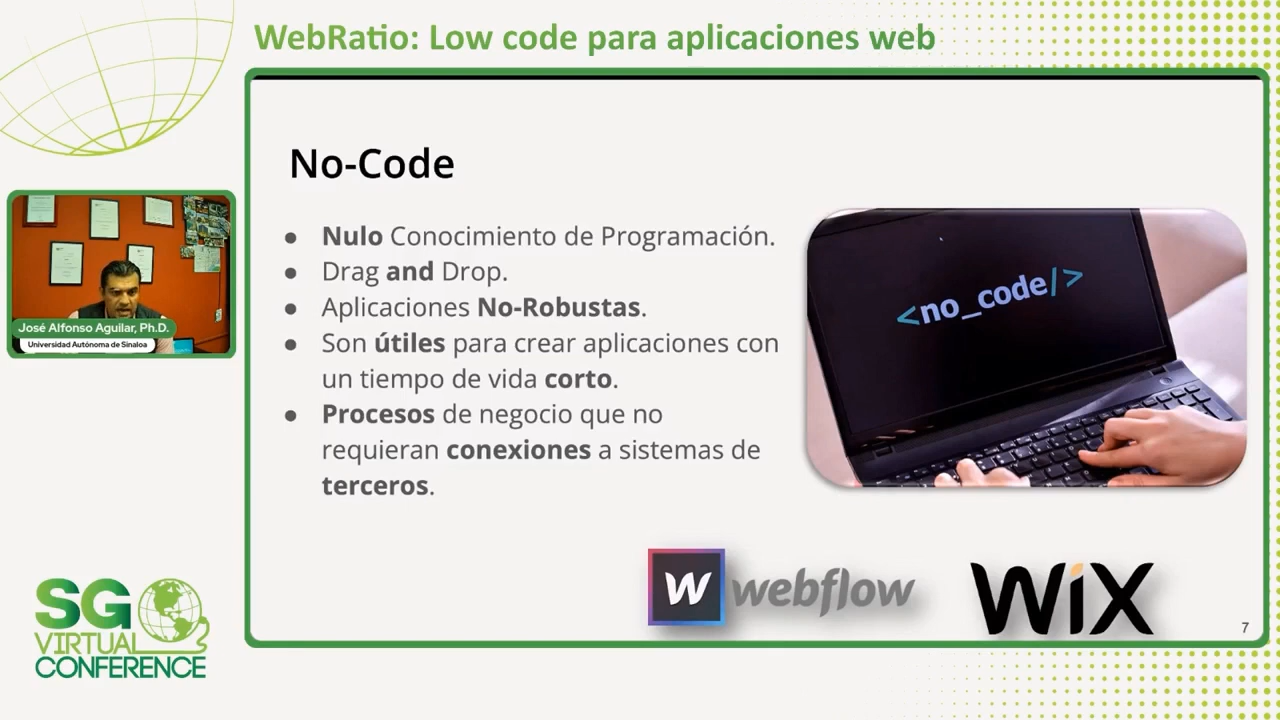 WebRatio: Low code para aplicaciones web
No-Code
● Nulo Conocimiento de Programación.
● Drag and Drop.
● Aplicaciones No-Robustas.
● Son útiles para crear aplicaciones con
un tiempo de vida corto.
● Procesos de negocio que no
requieran conexiones a sistemas de
terceros.
<no_code/>
José Alfonso Aguilar, Ph.D.
Universidad Autónoma de Sinaloa
W webflow
WiX
7
SG
VIRTUAL
CONFERENCE